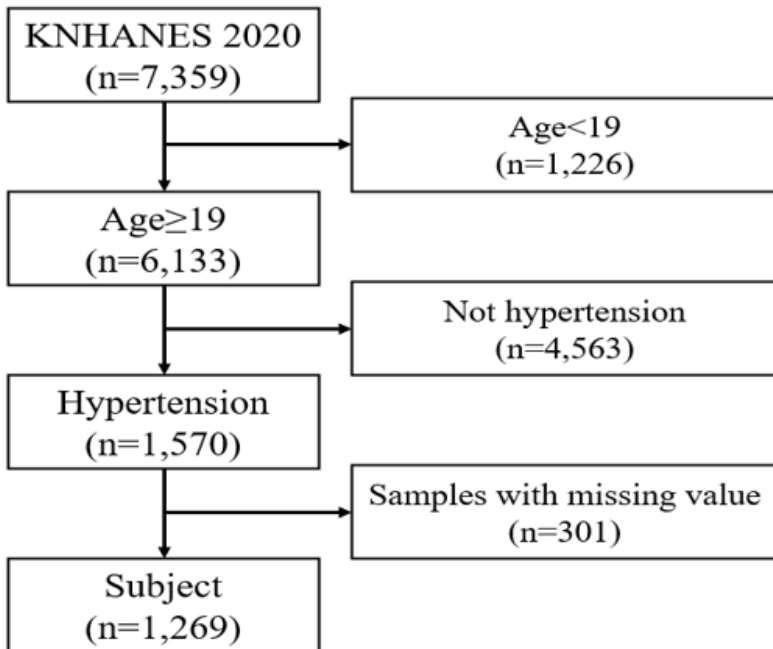 KNHANES 2020
(n=7,359)
Age<19
(n=1,226)
Age≥19
(n=6,133)
Not hypertension
(n=4,563)
Hypertension
(n=1,570)
Samples with missing value
(n=301)
Subject
(n=1,269)